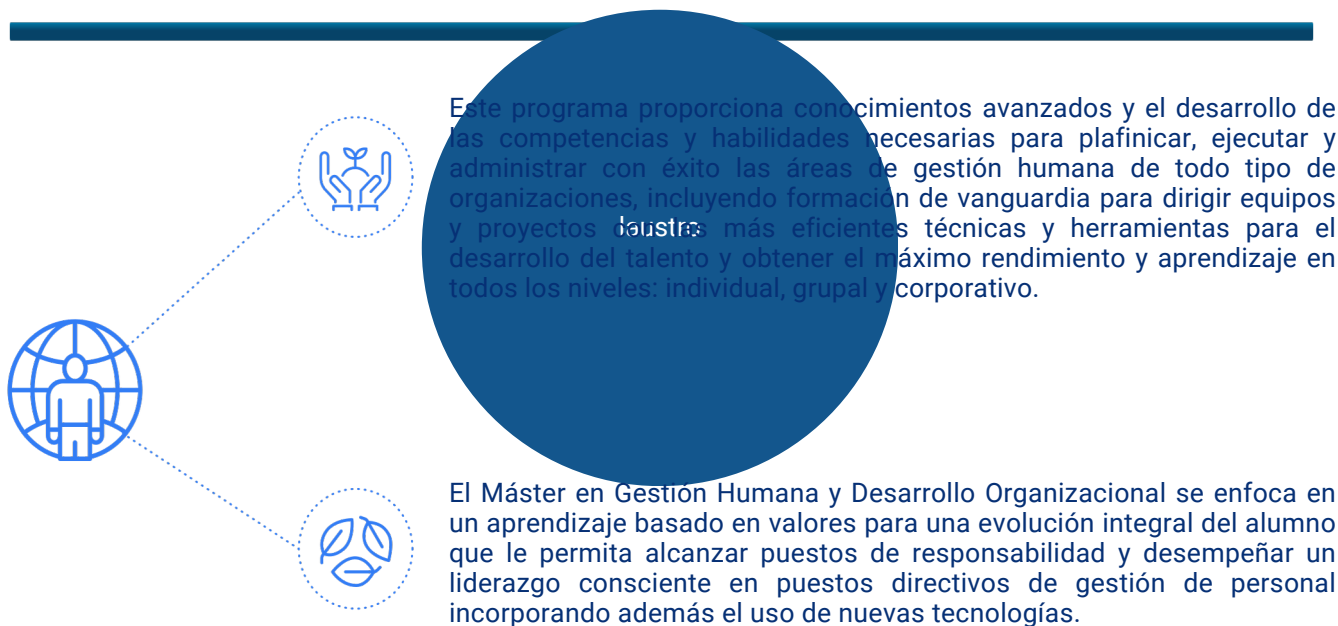 Este programa proporciona conocimientos avanzados y el desarrollo de
las competencias y habilidades necesarias para plafinicar, ejecutar y
administrar con éxito las áreas de gestión humana de todo tipo de
organizaciones, incluyendo formación de vanguardia para dirigir equipos
y proyectos con las más eficientes técnicas y herramientas para el
desarrollo del talento y obtener el máximo rendimiento y aprendizaje en
todos los niveles: individual, grupal y corporativo.
El Máster en Gestión Humana y Desarrollo Organizacional se enfoca en
un aprendizaje basado en valores para una evolución integral del alumno
que le permita alcanzar puestos de responsabilidad y desempeñar un
liderazgo consciente en puestos directivos de gestión de personal
incorporando además el uso de nuevas tecnologías.